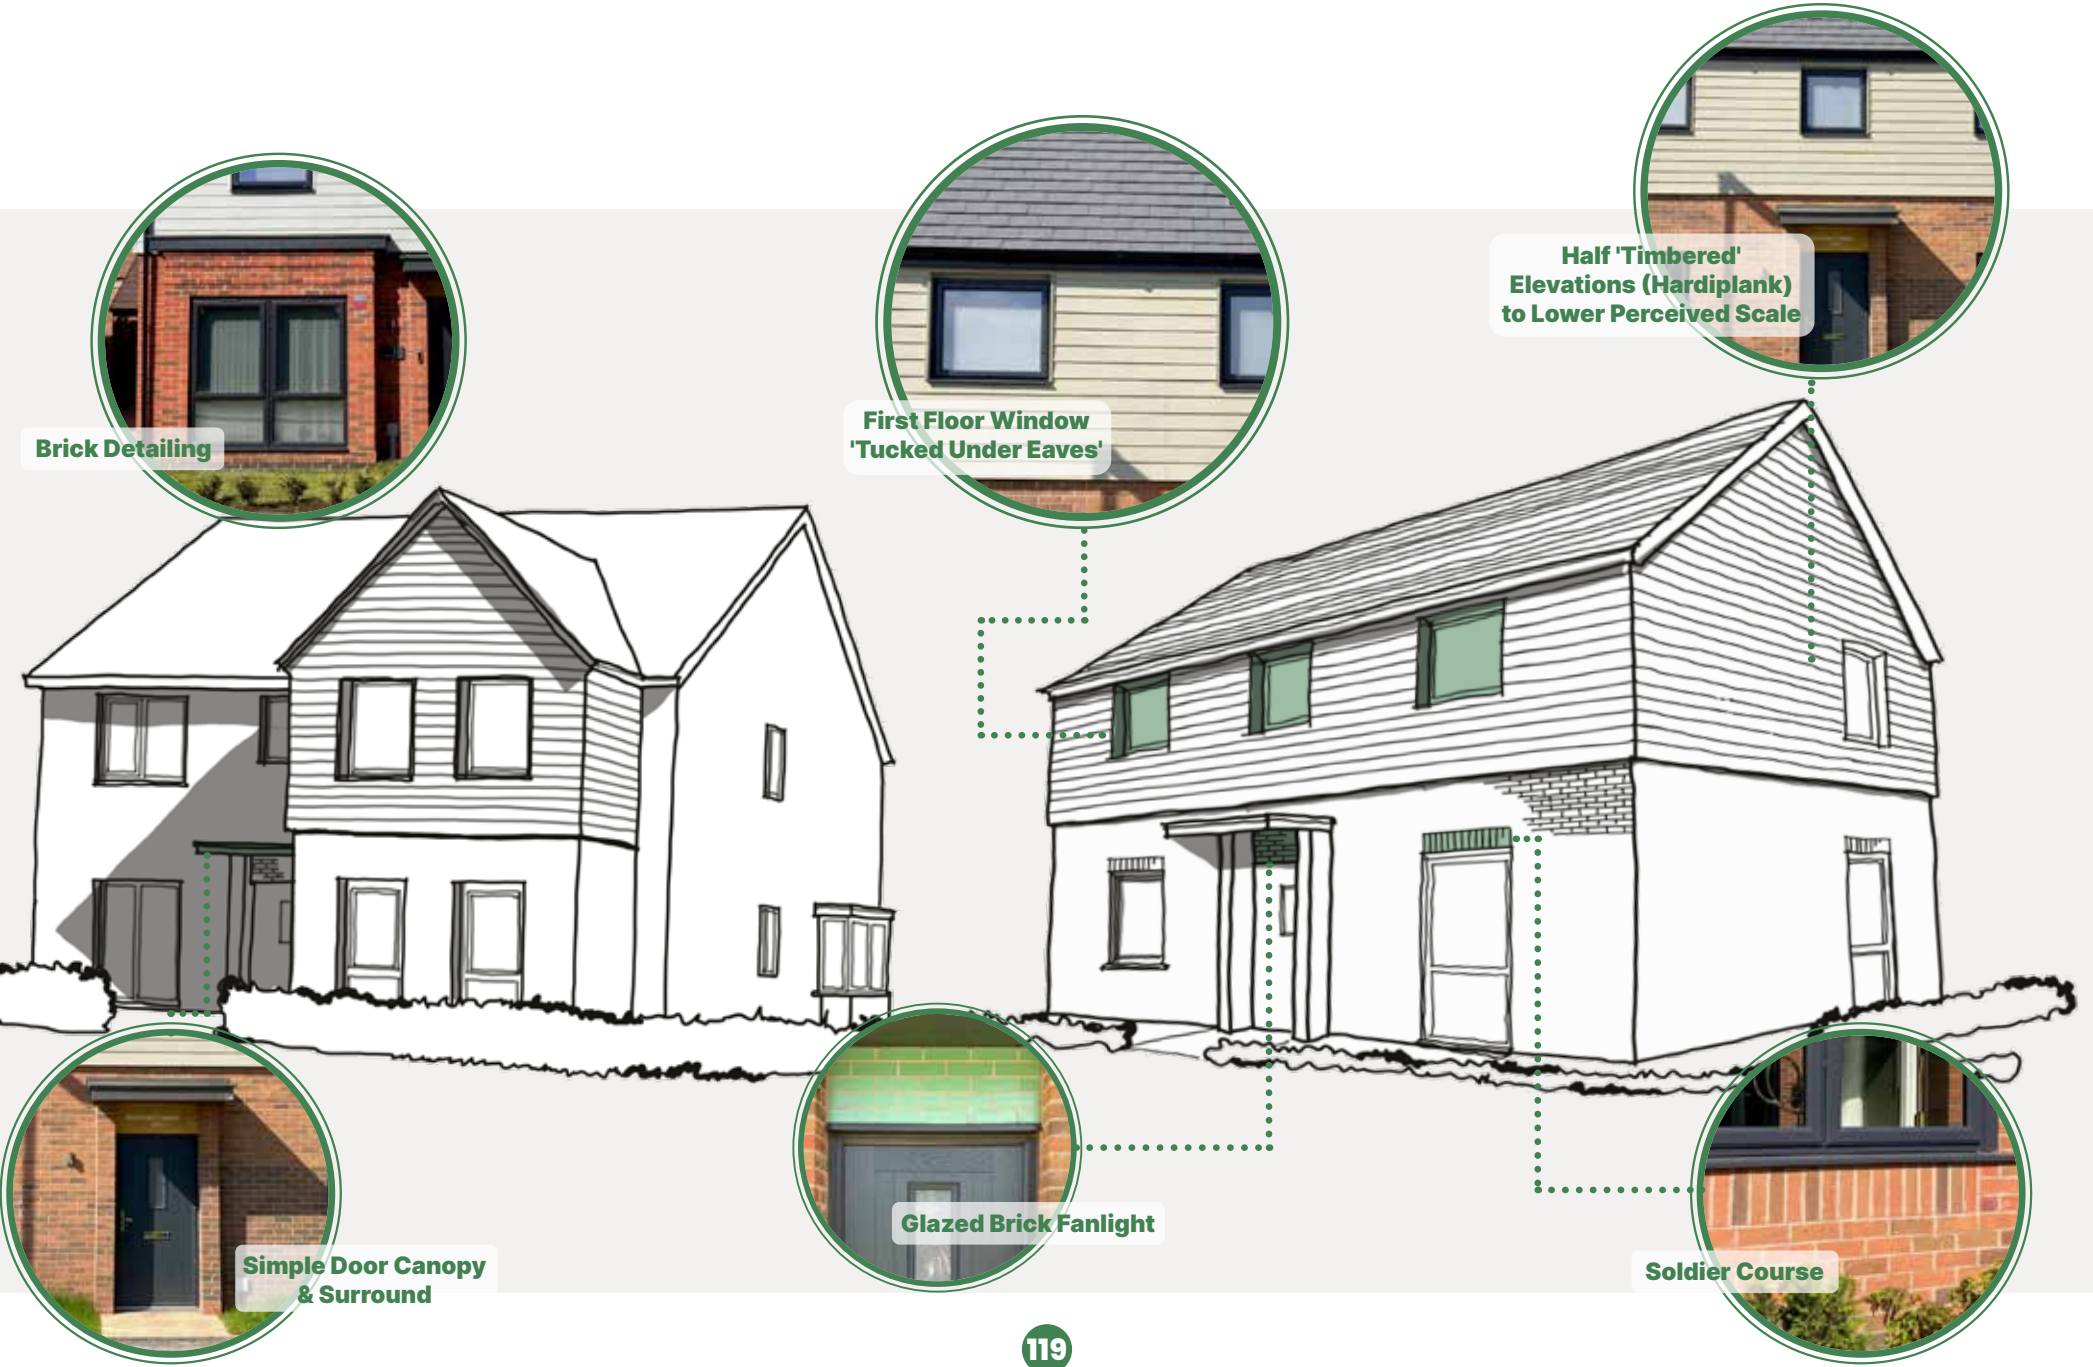 Half 'Timbered'
Elevations (Hardiplank)
to Lower Perceived Scale
First Floor Window
'Tucked Under Eaves'
Brick Detailing
Glazed Brick Fanlight
Simple Door Canopy
& Surround
Soldier Course
119